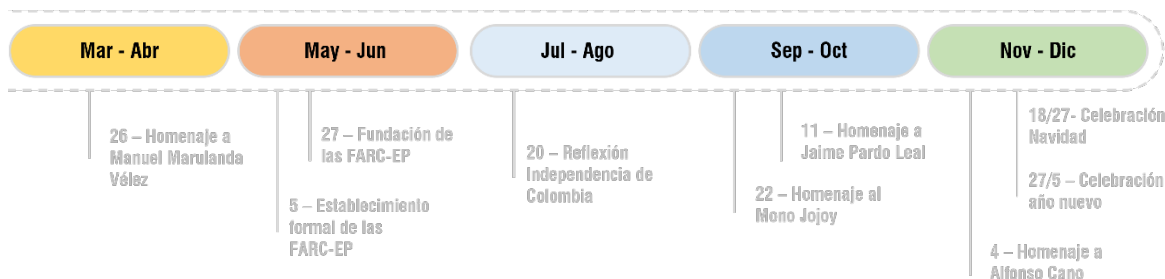 Mar - Abr
May - Jun
Jul - Ago
Sep - Oct
Nov - Dic
26 – Homenaje a
Manuel Marulanda
Vélez
27 – Fundación de
las FARC-EP
5 – Establecimiento
formal de las
FARC-EP
20 – Reflexión
Independencia de
Colombia
11 – Homenaje a
Jaime Pardo Leal
22 – Homenaje al
Mono Jojoy
18/27- Celebración
Navidad
27/5 – Celebración
año nuevo
4 – Homenaje a
Alfonso Cano